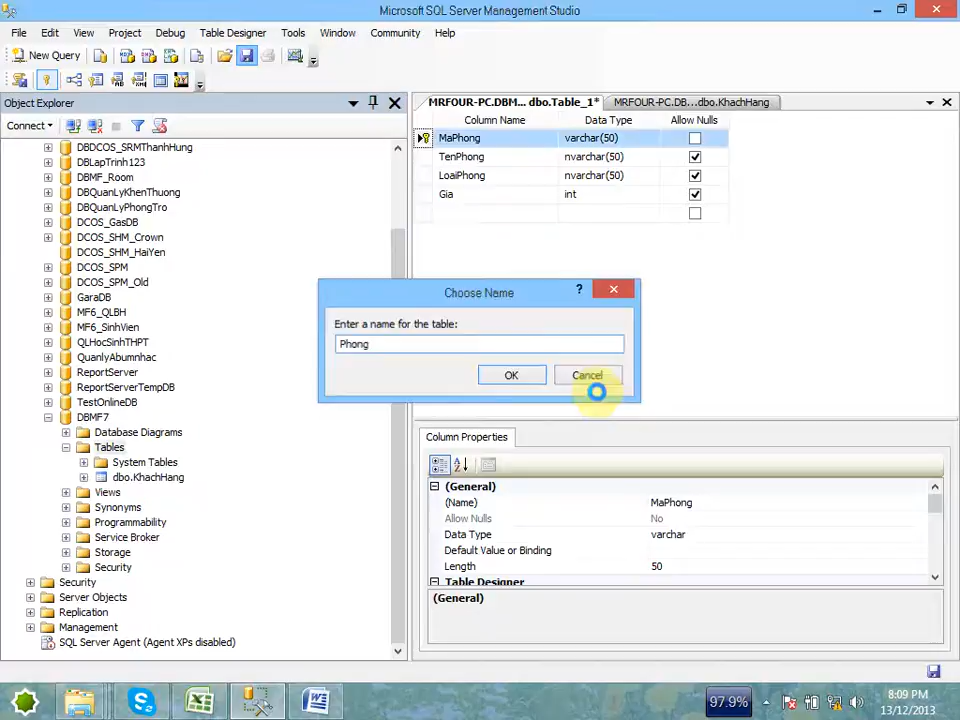 Microsoft SQL Server Management Studio
File Edit View Project Debug Table Designer Tools Window Community Help
New Query
Object Explorer
MRFOUR-PC.DBM... dbo.Table_1* MRFOUR-PC.DB...dbo.KhachHang
Connect
Column Name Data Type Allow Nulls
MaPhong varchar(50)
TenPhong nvarchar(50)
LoaiPhong nvarchar(50)
Gia int
DBDCOS_SRMThanhHung
DBLapTrinh123
DBMF_Room
DBQuanLyKhenThuong
DBQuanLyPhongTro
DCOS_GasDB
DCOS_SHM_Crown
DCOS_SHM_HaiYen
DCOS_SPM
DCOS_SPM_Old
GaraDB
MF6_QLBH
MF6_SinhVien
QLHocSinhTHPT
QuanlyAbumnhac
ReportServer
ReportServerTempDB
TestOnlineDB
DBMF7
Database Diagrams
Tables
System Tables
dbo.KhachHang
Views
Synonyms
Programmability
Service Broker
Storage
Security
Security
Server Objects
Replication
Management
SQL Server Agent (Agent XPs disabled)
Choose Name
?
Enter a name for the table:
Phong
OK Cancel
Column Properties
(General)
(Name) MaPhong
Allow Nulls No
Data Type varchar
Default Value or Binding
Length 50
Table Designer
(General)
97.9%
8:09 PM
13/12/2013